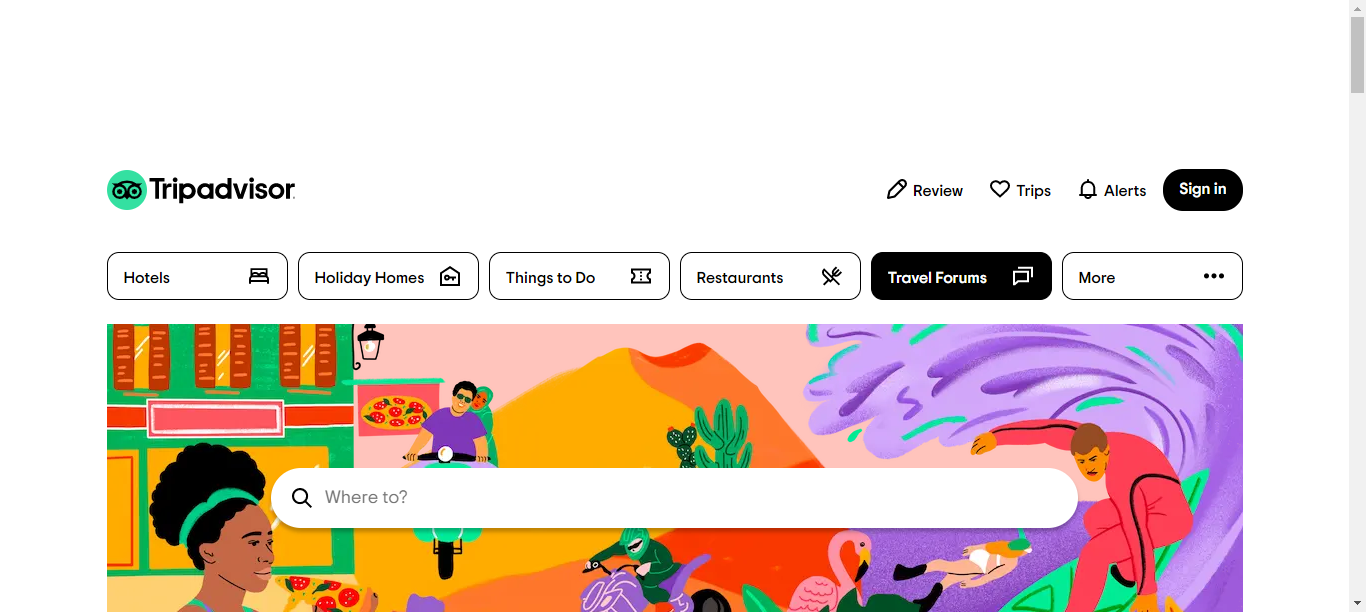 Tripadvisor
Review
Trips
Alerts
Sign in
Hotels
Holiday Homes
Things to Do
Restaurants
Travel Forums
More
Where to?